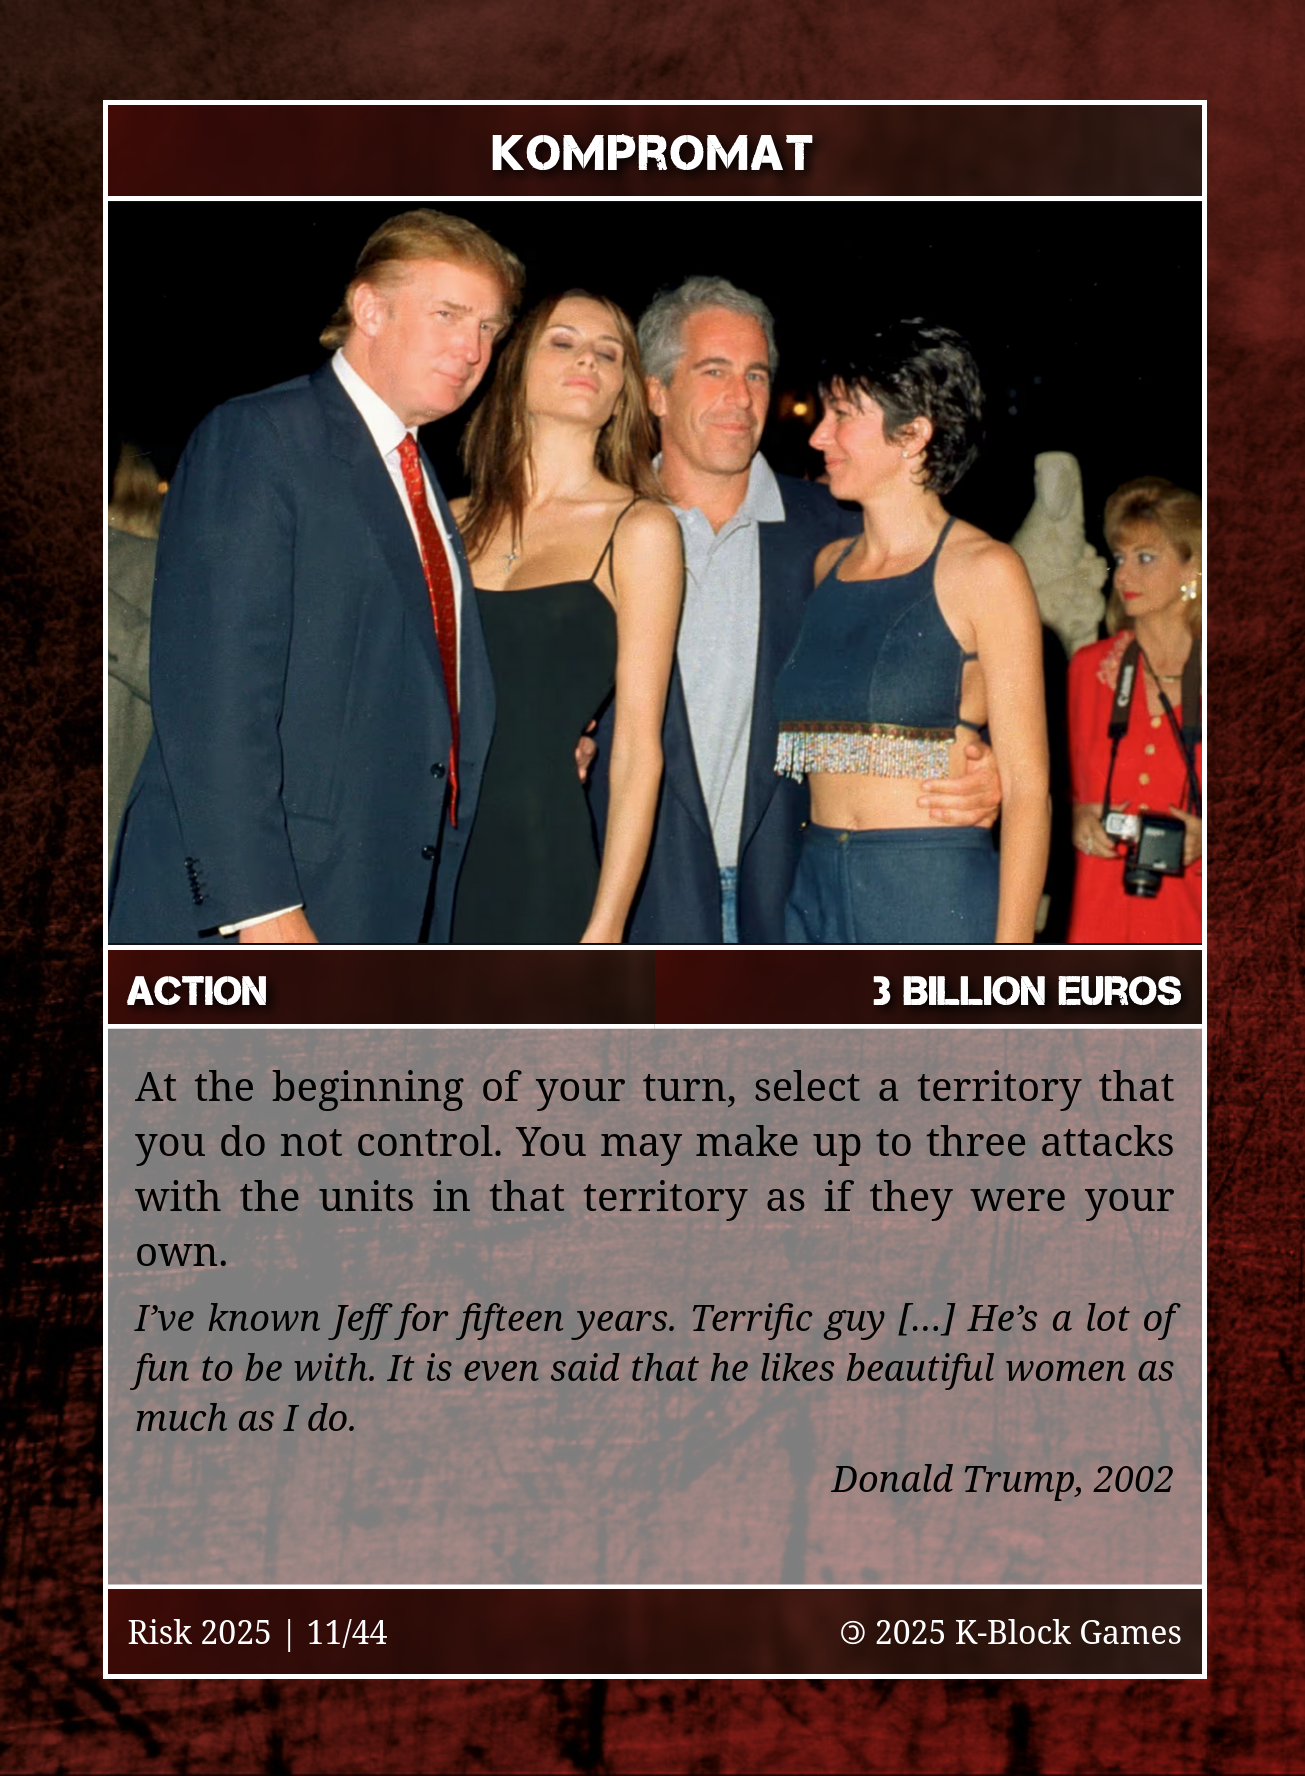 KOMPROMAT
Canon
ACTION
3 BILLION EUROS
At the beginning of your turn, select a territory that
you do not control. You may make up to three attacks
with the units in that territory as if they were your
own.
I’ve known Jeff for fifteen years. Terrific guy [...] He’s a lot of
fun to be with. It is even said that he likes beautiful women as
much as I do.
Donald Trump, 2002
Risk 2025 | 11/44
🄯 2025 K-Block Games